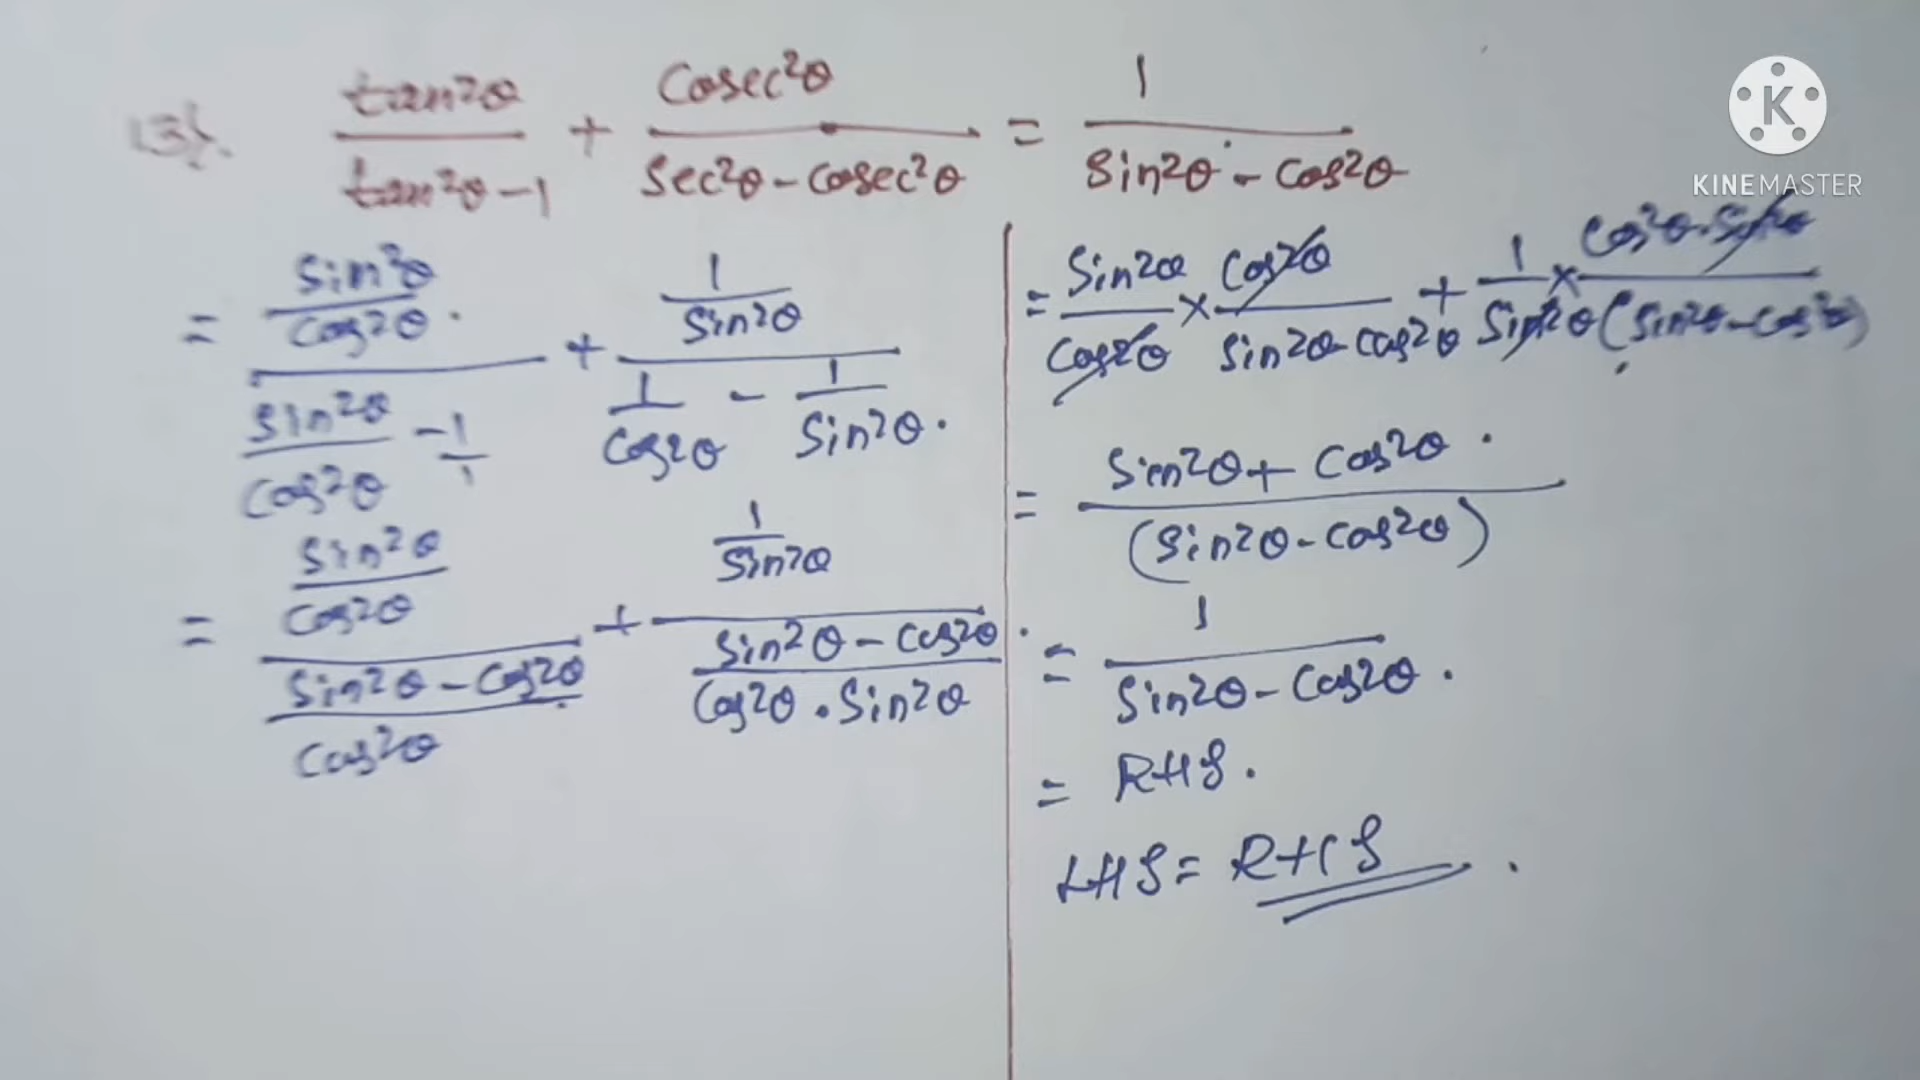 13). tan²θ/tan²θ-1 + cosec²θ/sec²θ-cosec²θ = 1/sin²θ-cos²θ
= (sin²θ/cos²θ)/(sin²θ/cos²θ - 1/1) + (1/sin²θ)/(1/cos²θ - 1/sin²θ).
= (sin²θ/cos²θ)/(sin²θ-cos²θ/cos²θ) + (1/sin²θ)/(sin²θ-cos²θ/cos²θ.sin²θ).
= sin²θ/cos²θ × cos²θ/sin²θ-cos²θ + 1/sin²θ × cos²θ.sin²θ/(sin²θ-cos²θ)
= sin²θ+cos²θ./(sin²θ-cos²θ)
= 1/sin²θ-cos²θ.
= RHS.
LHS = RHS.
K
KINEMASTER